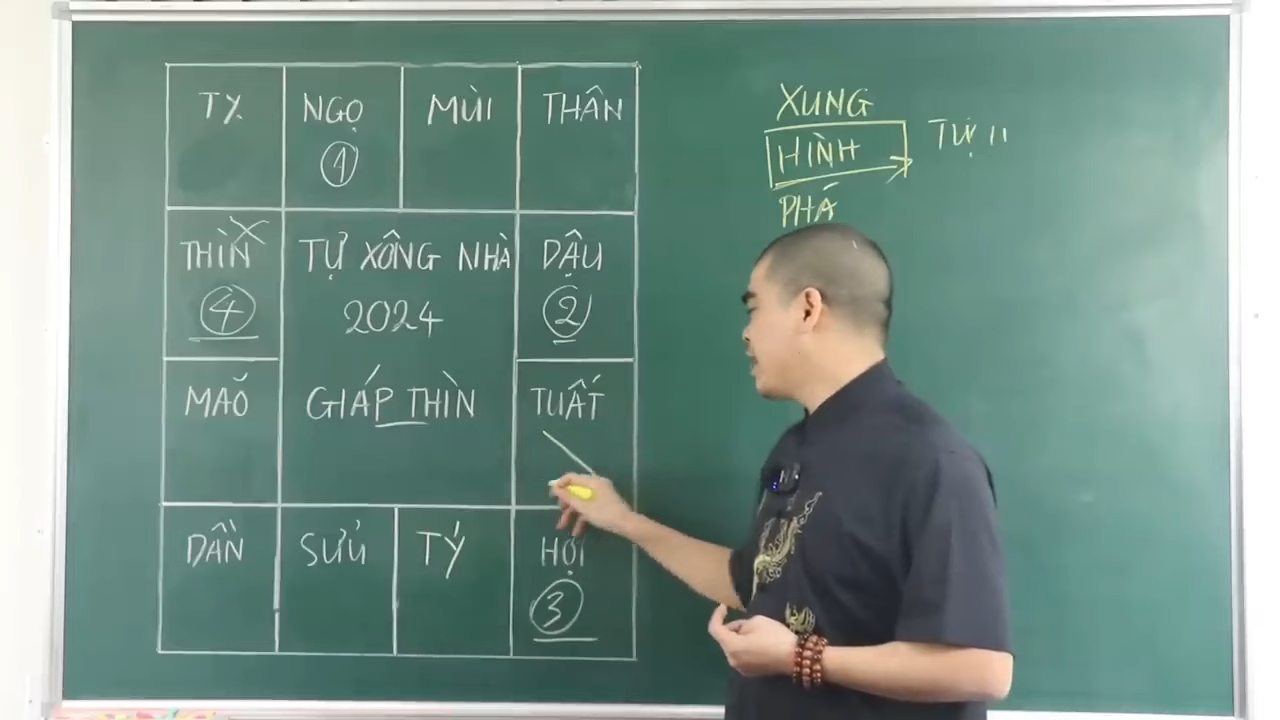 TỴ NGỌ MÙI THÂN
①
THÌN TỰ XÔNG NHÀ DẬU
④ 2024 ②
MÃO GIÁP THÌN TUẤT
DẦN SỬU TÝ HỢI
③
XUNG
HÌNH TỰ
PHÁ